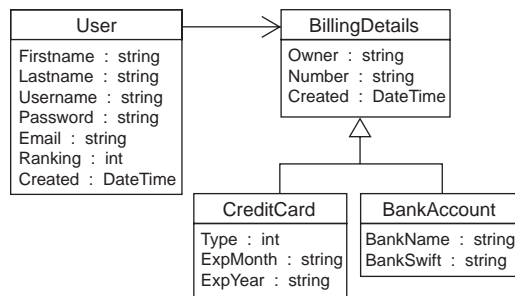 User
Firstname : string
Lastname : string
Username : string
Password : string
Email : string
Ranking : int
Created : DateTime
BillingDetails
Owner : string
Number : string
Created : DateTime
CreditCard
Type : int
ExpMonth : string
ExpYear : string
BankAccount
BankName : string
BankSwift : string